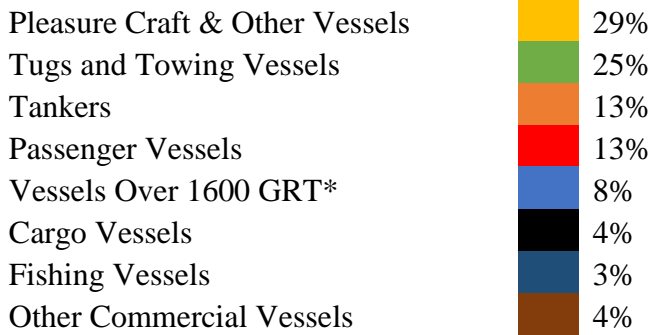 Pleasure Craft & Other Vessels 29%
Tugs and Towing Vessels 25%
Tankers 13%
Passenger Vessels 13%
Vessels Over 1600 GRT* 8%
Cargo Vessels 4%
Fishing Vessels 3%
Other Commercial Vessels 4%